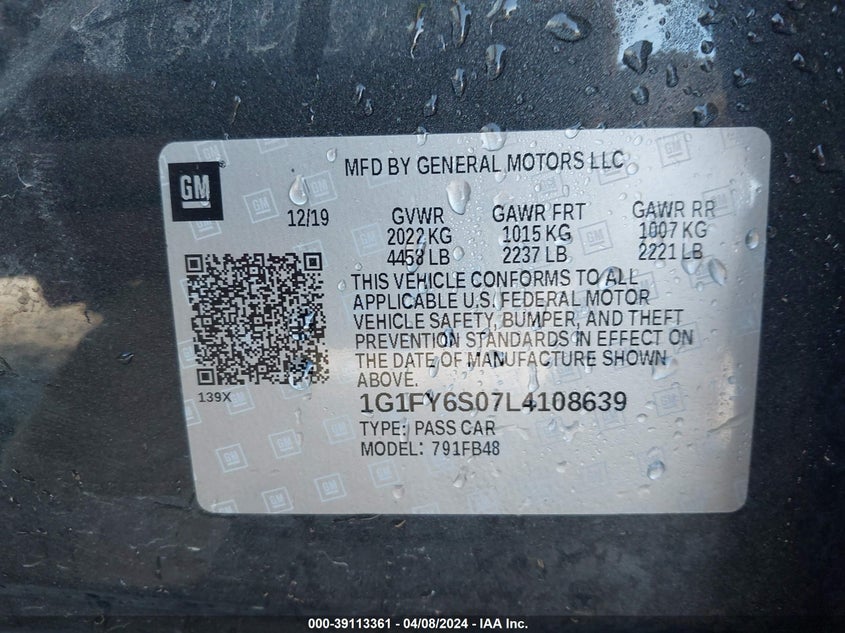 MFD BY GENERAL MOTORS LLC
GM
12/19 GVWR GAWR FRT GAWR RR
2022 KG 1015 KG 1007 KG
4458 LB 2237 LB 2221 LB
THIS VEHICLE CONFORMS TO ALL
APPLICABLE U.S. FEDERAL MOTOR
VEHICLE SAFETY, BUMPER, AND THEFT
PREVENTION STANDARDS IN EFFECT ON
THE DATE OF MANUFACTURE SHOWN
ABOVE.
139X
1G1FY6S07L4108639
TYPE: PASS CAR
MODEL: 791FB48
000-39113361 - 04/08/2024 - IAA Inc.